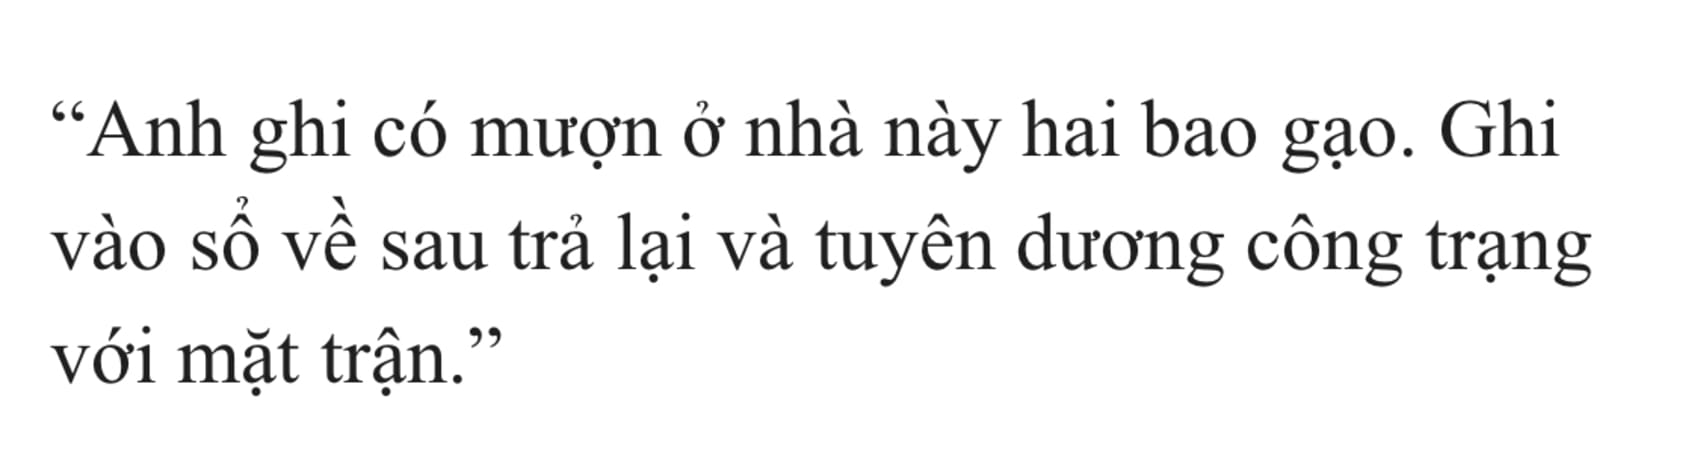 “Anh ghi có mượn ở nhà này hai bao gạo. Ghi
vào sổ về sau trả lại và tuyên dương công trạng
với mặt trận.”